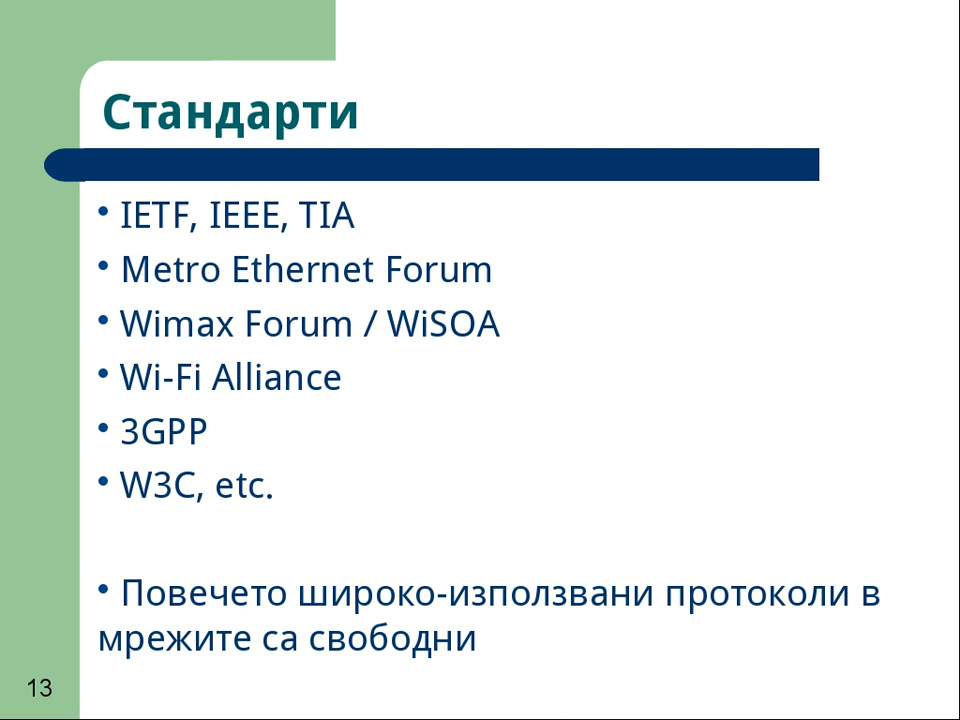 Стандарти
• IETF, IEEE, TIA
• Metro Ethernet Forum
• Wimax Forum / WiSOA
• Wi-Fi Alliance
• 3GPP
• W3C, etc.
• Повечето широко-използвани протоколи в
мрежите са свободни
13